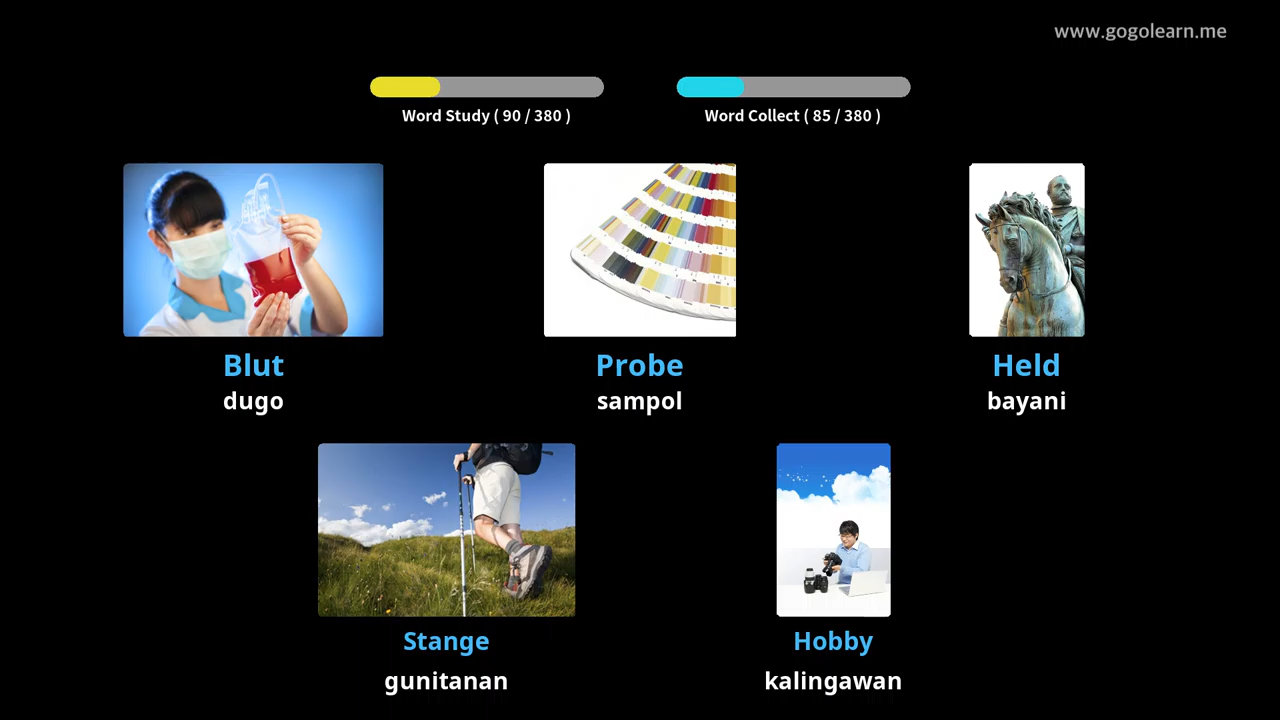 www.gogolearn.me
Word Study ( 90 / 380 )
Word Collect ( 85 / 380 )
Blut
dugo
Probe
sampol
Held
bayani
Stange
gunitanan
Hobby
kalingawan